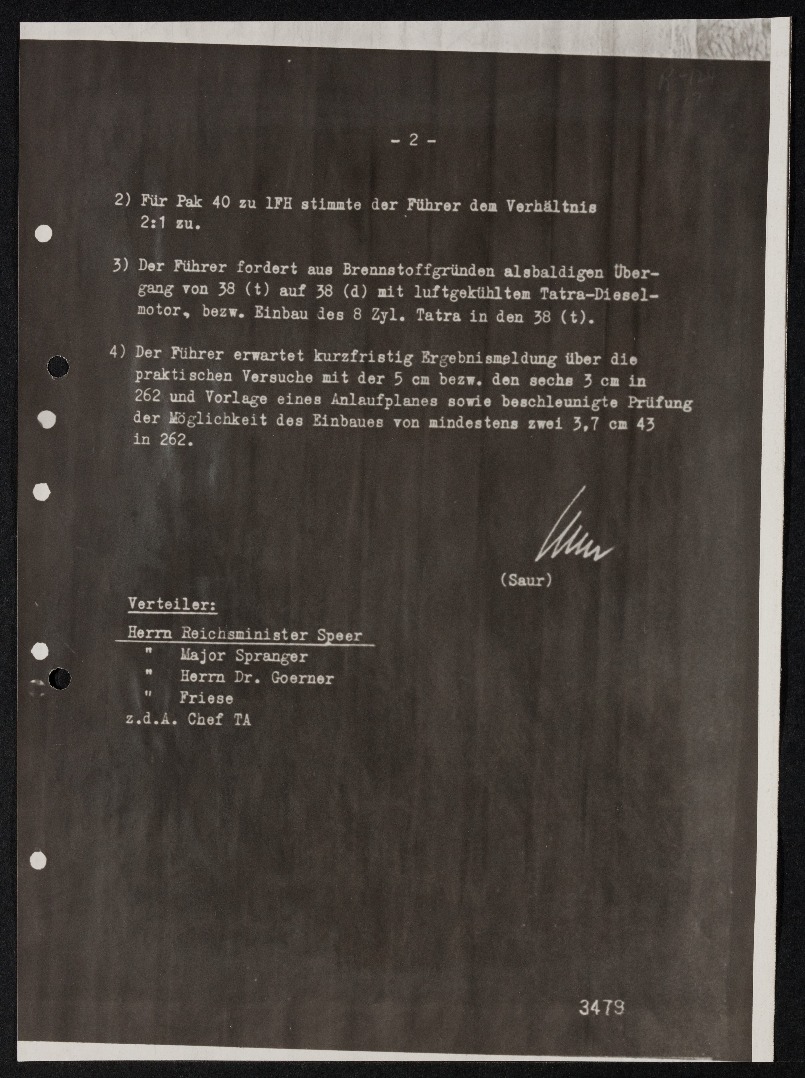 - 2 -
2) Für Pak 40 zu lFH stimmte der Führer dem Verhältnis
2:1 zu.
3) Der Führer fordert aus Brennstoffgründen alsbaldigen Über-
gang von 38 (t) auf 38 (d) mit luftgekühltem Tatra-Diesel-
motor, bezw. Einbau des 8 Zyl. Tatra in den 38 (t).
4) Der Führer erwartet kurzfristig Ergebnismeldung über die
praktischen Versuche mit der 5 cm bezw. den sechs 3 cm in
262 und Vorlage eines Anlaufplanes sowie beschleunigte Prüfung
der Möglichkeit des Einbaues von mindestens zwei 3,7 cm 43
in 262.
(Saur)
Verteiler:
Herrn Reichsminister Speer
" Major Spranger
" Herrn Dr. Goerner
" Friese
z.d.A. Chef TA
3479